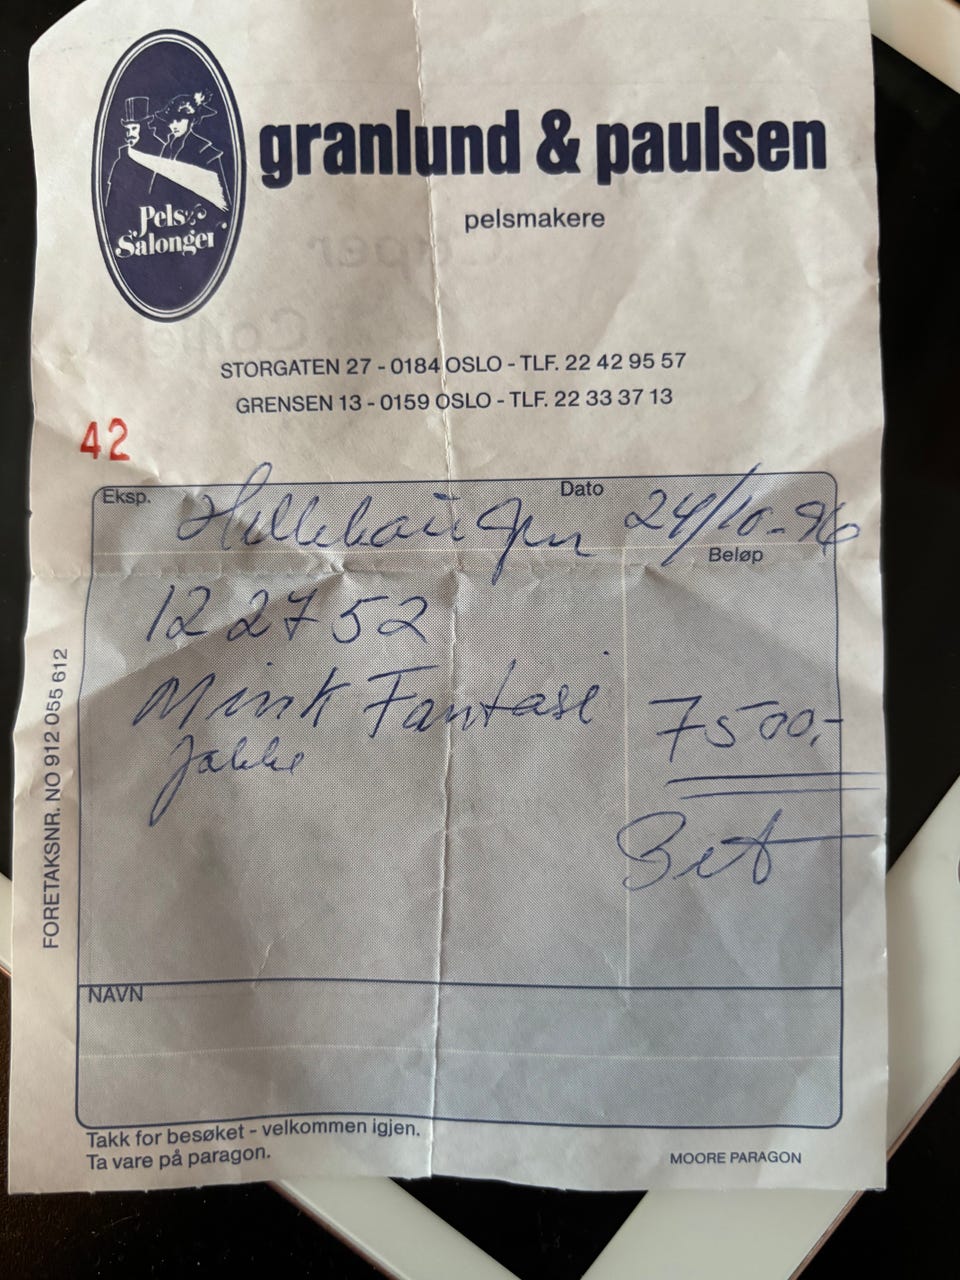 granlund & paulsen
pelsmakere
Pels
Salonger
STORGATEN 27 - 0184 OSLO - TLF. 22 42 95 57
GRENSEN 13 - 0159 OSLO - TLF. 22 33 37 13
42
Eksp.
Dato 24/10-96
Beløp
122752
Mink Fantasi 7500,-
Jakke
Bet
FORETAKSNR. NO 912 055 612
NAVN
Takk for besøket - velkommen igjen.
Ta vare på paragon.
MOORE PARAGON